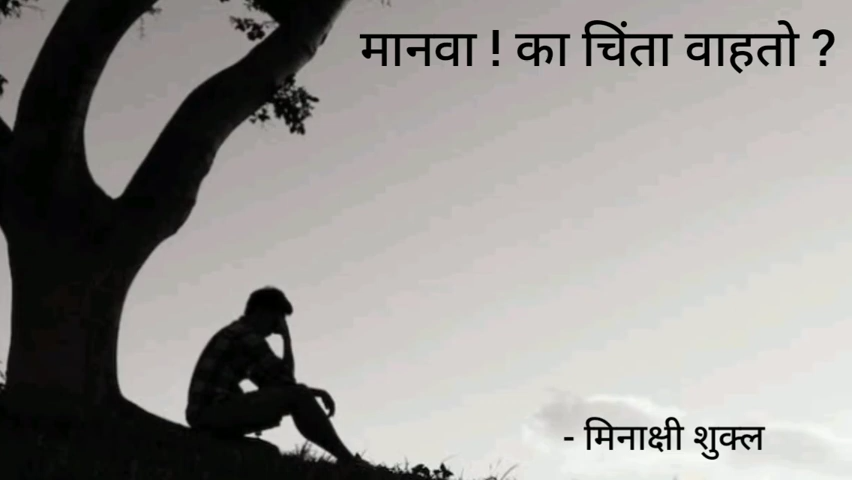 मानवा ! का चिंता वाहतो ?
- मिनाक्षी शुक्ल